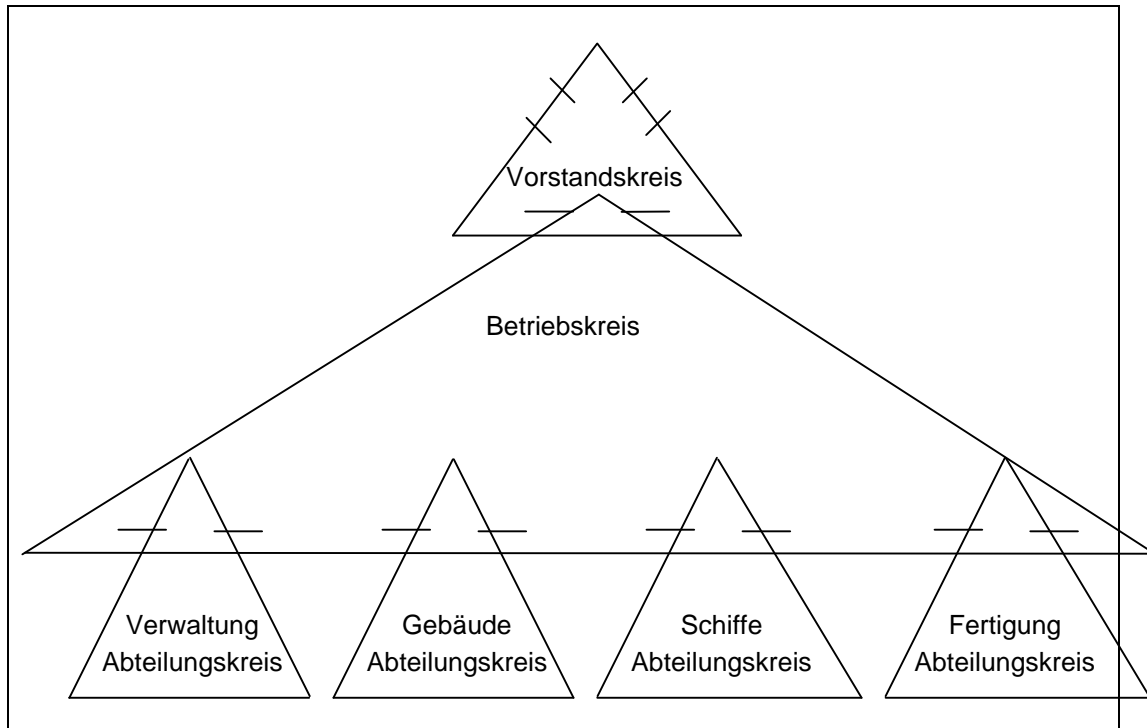 Vorstandskreis
Betriebskreis
Verwaltung
Abteilungskreis
Gebäude
Abteilungskreis
Schiffe
Abteilungskreis
Fertigung
Abteilungskreis